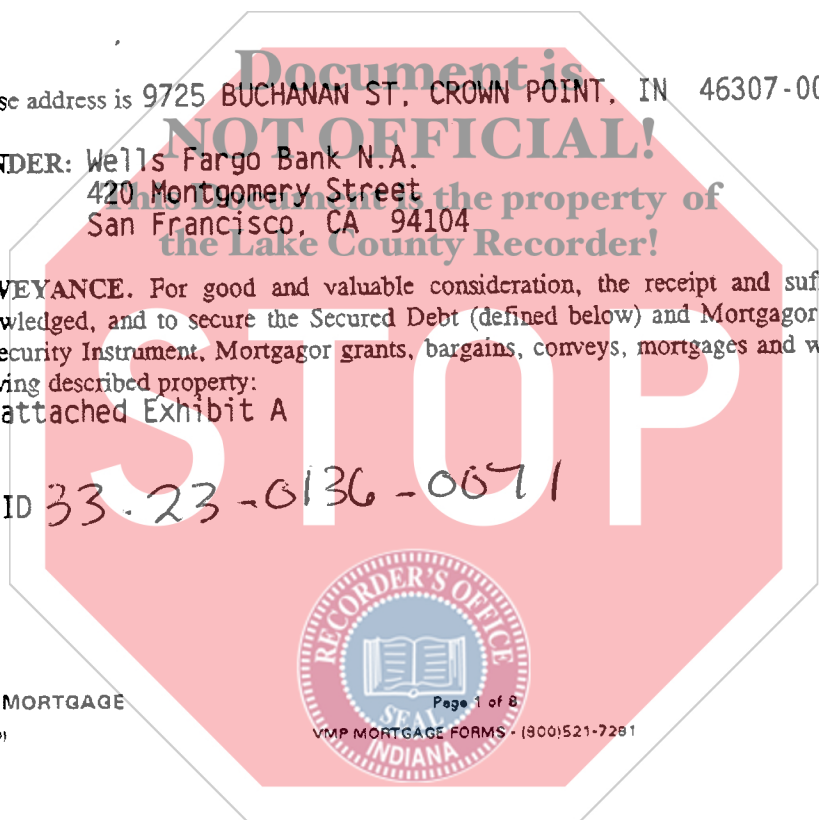 Document is
se address is 9725 BUCHANAN ST, CROWN POINT, IN 46307-00
NOT OFFICIAL!
NDER: Wells Fargo Bank N.A.
420 Montgomery Street
This Document is the property of
San Francisco, CA 94104
the Lake County Recorder!
VEYANCE. For good and valuable consideration, the receipt and suf
wledged, and to secure the Secured Debt (defined below) and Mortgagor
ecurity Instrument, Mortgagor grants, bargains, conveys, mortgages and w
ving described property:
attached Exhibit A
STOP
ID 33-23-0136-0071
RECORDER'S OFFICE
SEAL
INDIANA
MORTGAGE
Page 1 of 8
VMP MORTGAGE FORMS - (800)521-7291